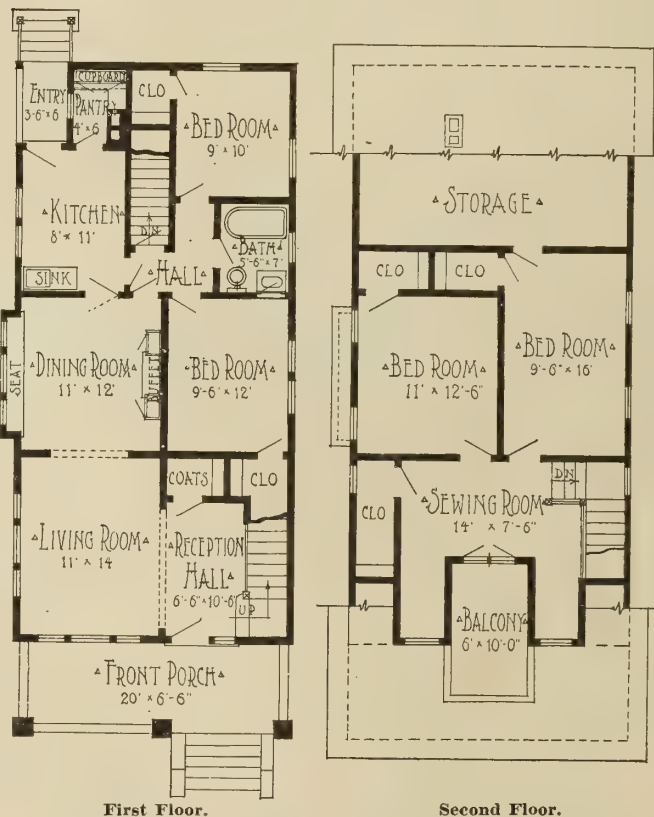 CUPBOARD
ENTRY
3'-6" x 6'
PANTRY
4' x 6'
CLO
BED ROOM
9' x 10'
KITCHEN
8' x 11'
DN
BATH
5'-6" x 7'
SINK
HALL
SEAT
DINING ROOM
11' x 12'
BUFFET
BED ROOM
9'-6" x 12'
COATS
CLO
LIVING ROOM
11' x 14'
RECEPTION
HALL
6'-6" x 10'-6"
UP
FRONT PORCH
20' x 6'-6"
First Floor.
STORAGE
CLO
CLO
BED ROOM
11' x 12'-6"
BED ROOM
9'-6" x 16'
CLO
SEWING ROOM
14' x 7'-6"
DN
BALCONY
6' x 10'-0"
Second Floor.